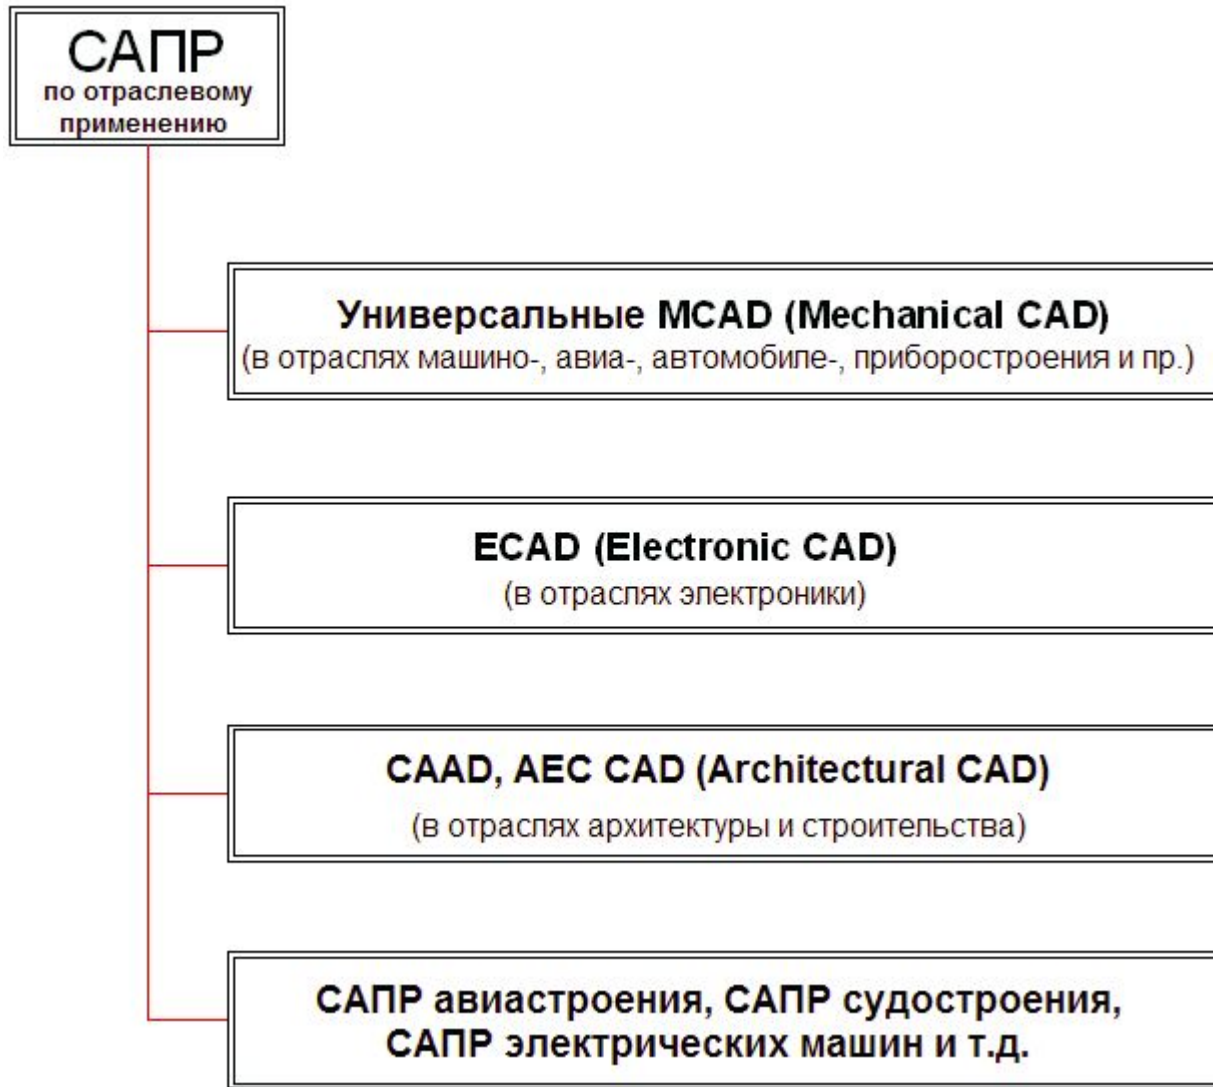 САПР
по отраслевому
применению
Универсальные MCAD (Mechanical CAD)
(в отраслях машино-, авиа-, автомобиле-, приборостроения и пр.)
ECAD (Electronic CAD)
(в отраслях электроники)
CAAD, AEC CAD (Architectural CAD)
(в отраслях архитектуры и строительства)
САПР авиастроения, САПР судостроения,
САПР электрических машин и т.д.